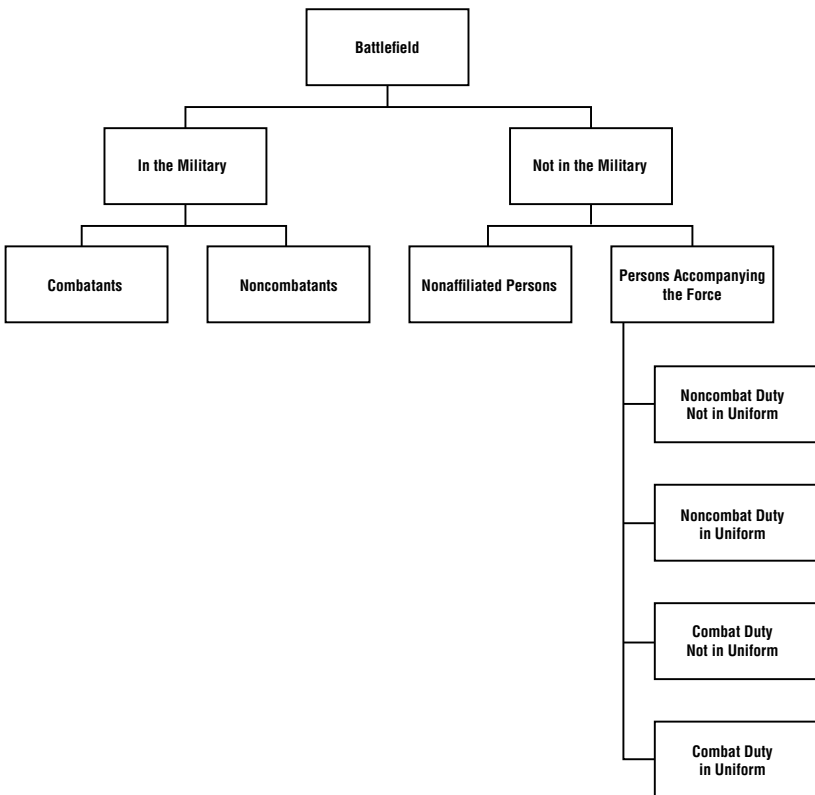 Battlefield
In the Military
Not in the Military
Combatants
Noncombatants
Nonaffiliated Persons
Persons Accompanying
the Force
Noncombat Duty
Not in Uniform
Noncombat Duty
in Uniform
Combat Duty
Not in Uniform
Combat Duty
in Uniform